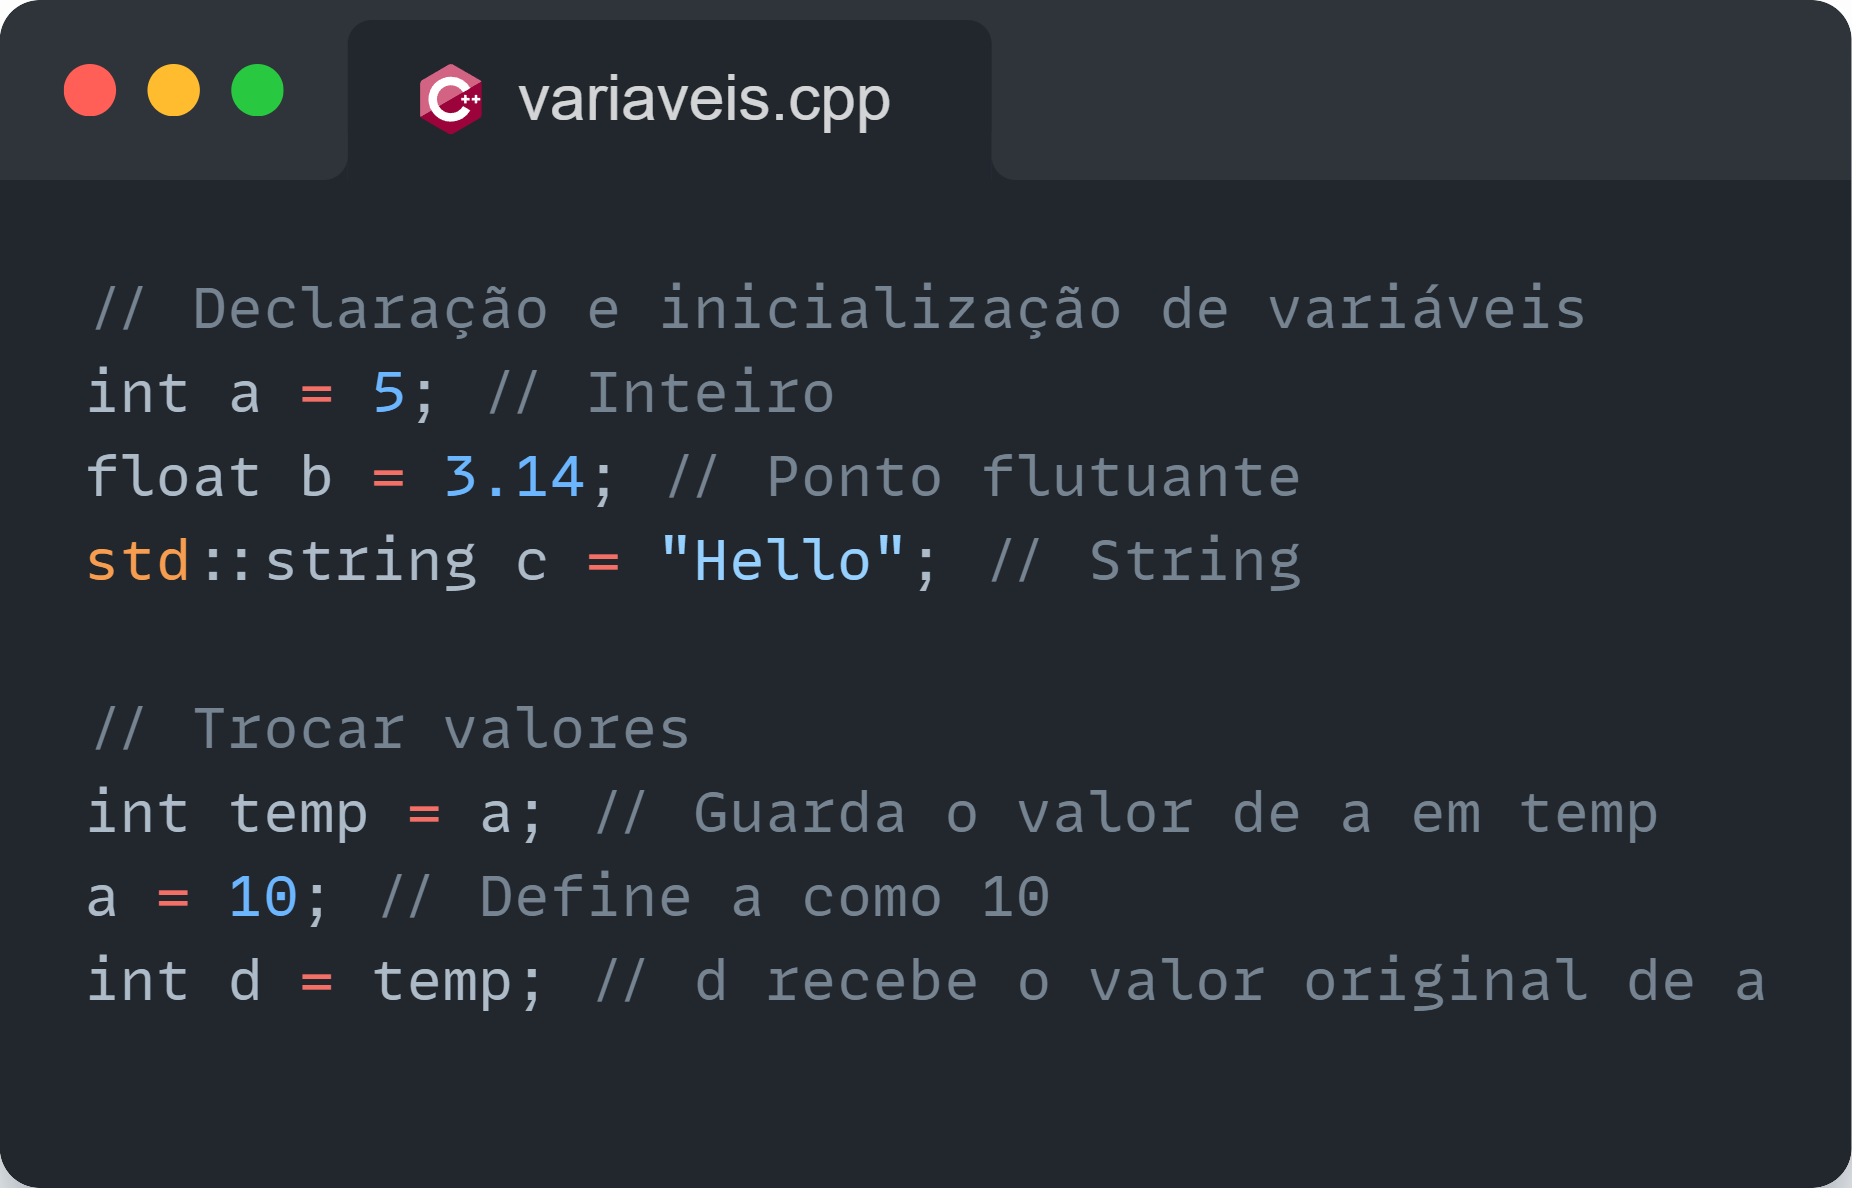 C++ variaveis.cpp
// Declaração e inicialização de variáveis
int a = 5; // Inteiro
float b = 3.14; // Ponto flutuante
std::string c = "Hello"; // String
// Trocar valores
int temp = a; // Guarda o valor de a em temp
a = 10; // Define a como 10
int d = temp; // d recebe o valor original de a